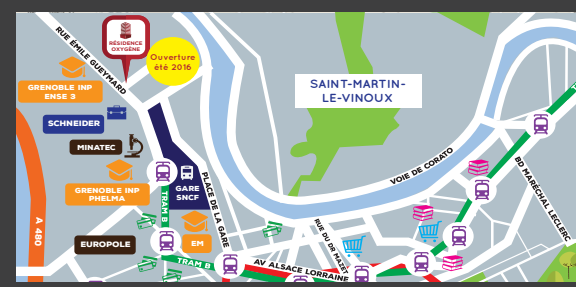 RUE ÉMILE GUEYMARD
RÉSIDENCE
OXYGÈNE
Ouverture
été 2016
GRENOBLE INP
ENSE 3
SCHNEIDER
MINATEC
GRENOBLE INP
PHELMA
TRAM B
GARE
SNCF
PLACE DE LA GARE
SAINT-MARTIN-
LE-VINOUX
VOIE DE CORATO
BD MARÉCHAL LECLERC
A 480
EUROPOLE
EM
TRAM B
AV ALSACE LORRAINE
RUE DU DR MAZET